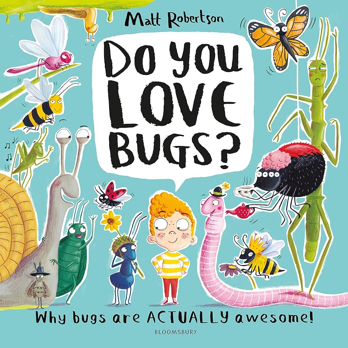 Matt Robertson
DO YOU
LOVE
BUGS?
Why bugs are ACTUALLY awesome!
BLOOMSBURY